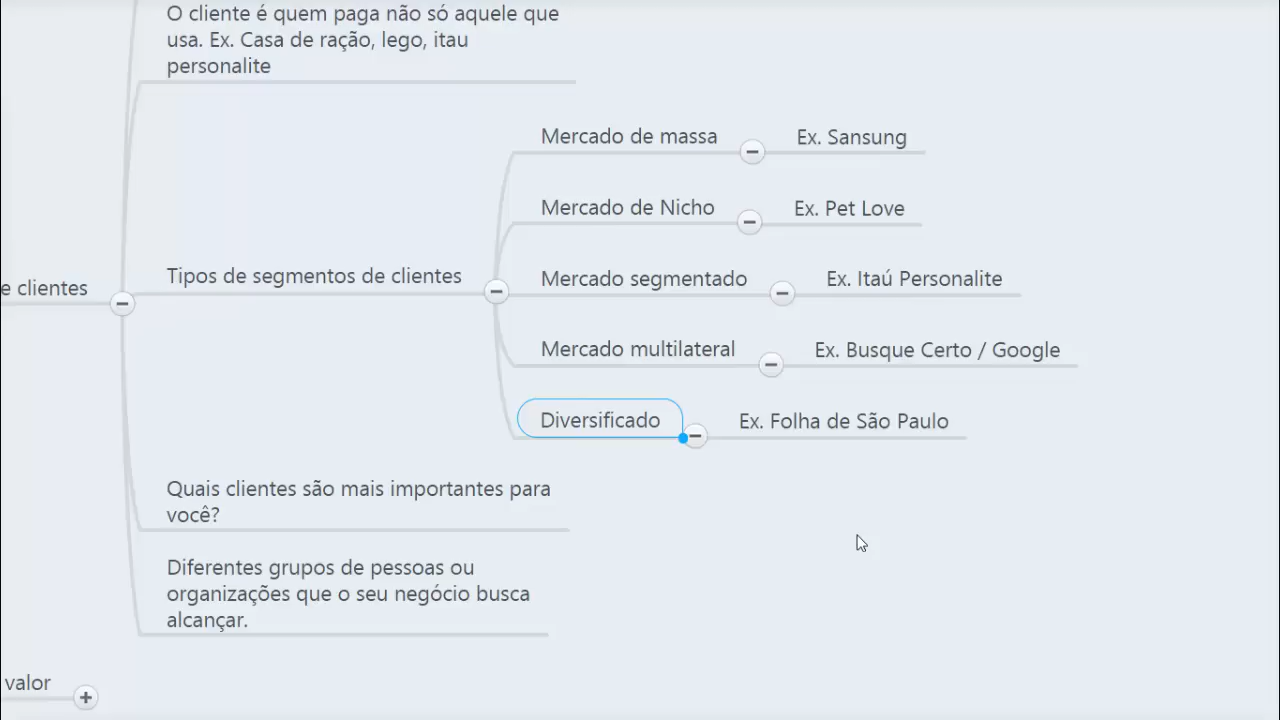 O cliente é quem paga não só aquele que
usa. Ex. Casa de ração, lego, itau
personalite
Mercado de massa
Ex. Sansung
Mercado de Nicho
Ex. Pet Love
Tipos de segmentos de clientes
Mercado segmentado
Ex. Itaú Personalite
e clientes
Mercado multilateral
Ex. Busque Certo / Google
Diversificado
Ex. Folha de São Paulo
Quais clientes são mais importantes para
você?
Diferentes grupos de pessoas ou
organizações que o seu negócio busca
alcançar.
valor